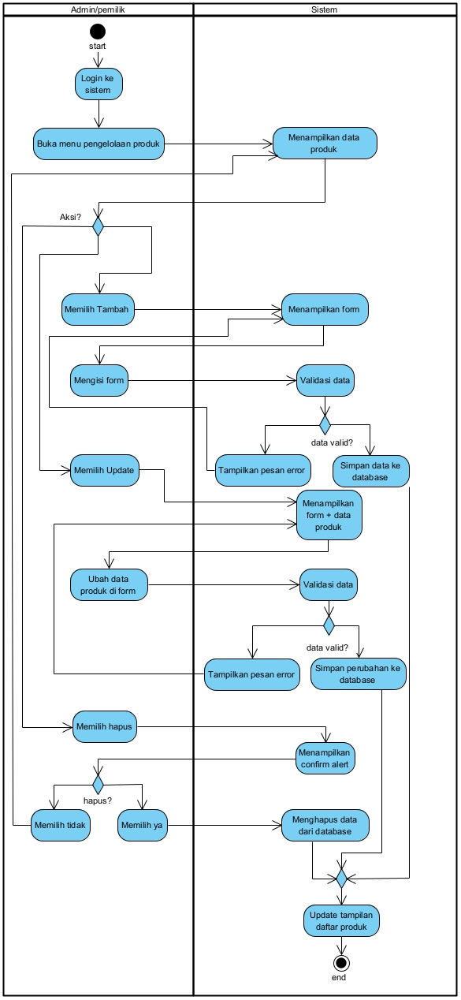 Admin/pemilik
Sistem
start
Login ke
sistem
Buka menu pengelolaan produk
Menampilkan data
produk
Aksi?
Memilih Tambah
Menampilkan form
Mengisi form
Validasi data
data valid?
Memilih Update
Tampilkan pesan error
Simpan data ke
database
Menampilkan
form + data
produk
Ubah data
produk di form
Validasi data
data valid?
Tampilkan pesan error
Simpan perubahan ke
database
Memilih hapus
Menampilkan
confirm alert
hapus?
Memilih tidak
Memilih ya
Menghapus data
dari database
Update tampilan
daftar produk
end